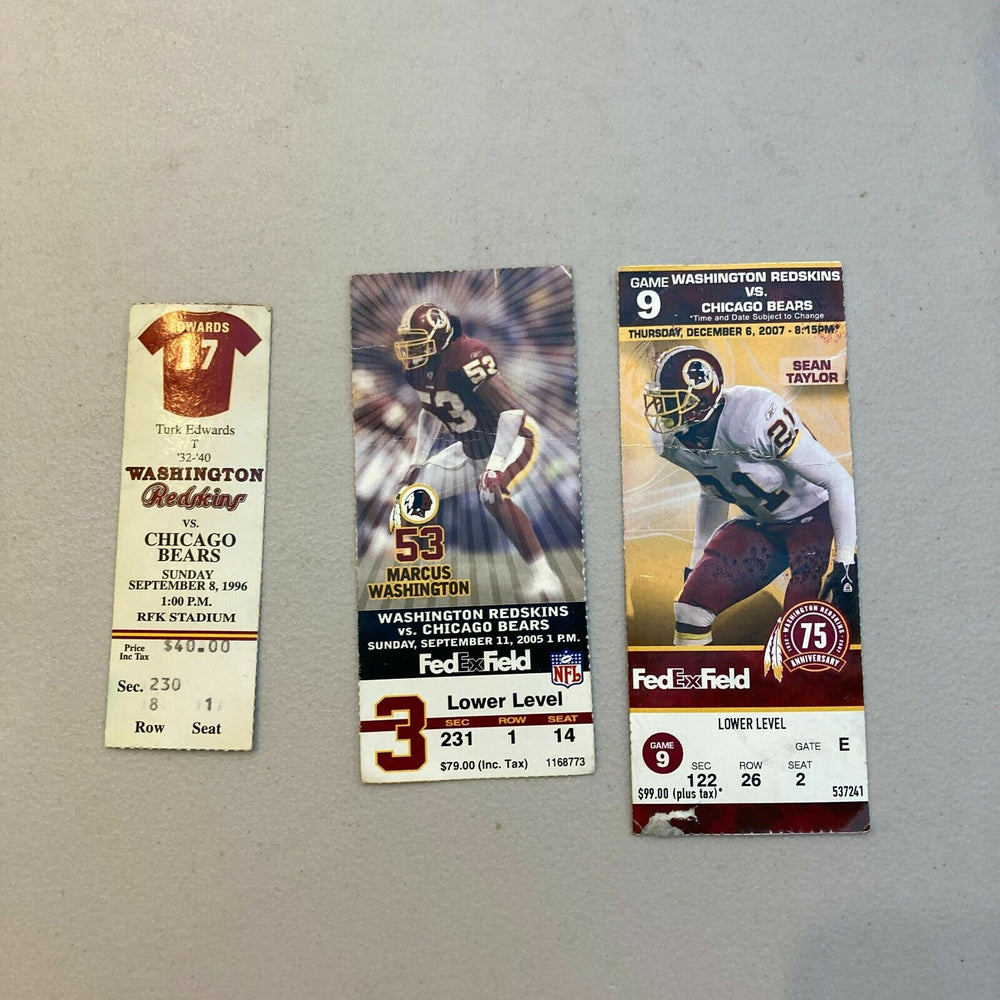 EDWARDS
17
Turk Edwards
T
'32-'40
WASHINGTON
Redskins
VS.
CHICAGO
BEARS
SUNDAY
SEPTEMBER 8, 1996
1:00 P.M.
RFK STADIUM
Price
Inc Tax
$40.00
Sec. 230
8 1
Row Seat
53
53
53
MARCUS
WASHINGTON
WASHINGTON REDSKINS
VS. CHICAGO BEARS
SUNDAY, SEPTEMBER 11, 2005 1 P.M.
FedExField
NFL
3
Lower Level
SEC ROW SEAT
231 1 14
$79.00 (Inc. Tax) 1168773
GAME
9
WASHINGTON REDSKINS
VS.
CHICAGO BEARS
*Time and Date Subject to Change
THURSDAY, DECEMBER 6, 2007 - 8:15PM*
SEAN
TAYLOR
21
21
WASHINGTON REDSKINS
75
ANNIVERSARY
FedExField
LOWER LEVEL
GAME
9
GATE E
SEC ROW SEAT
122 26 2
$99.00 (plus tax)* 537241